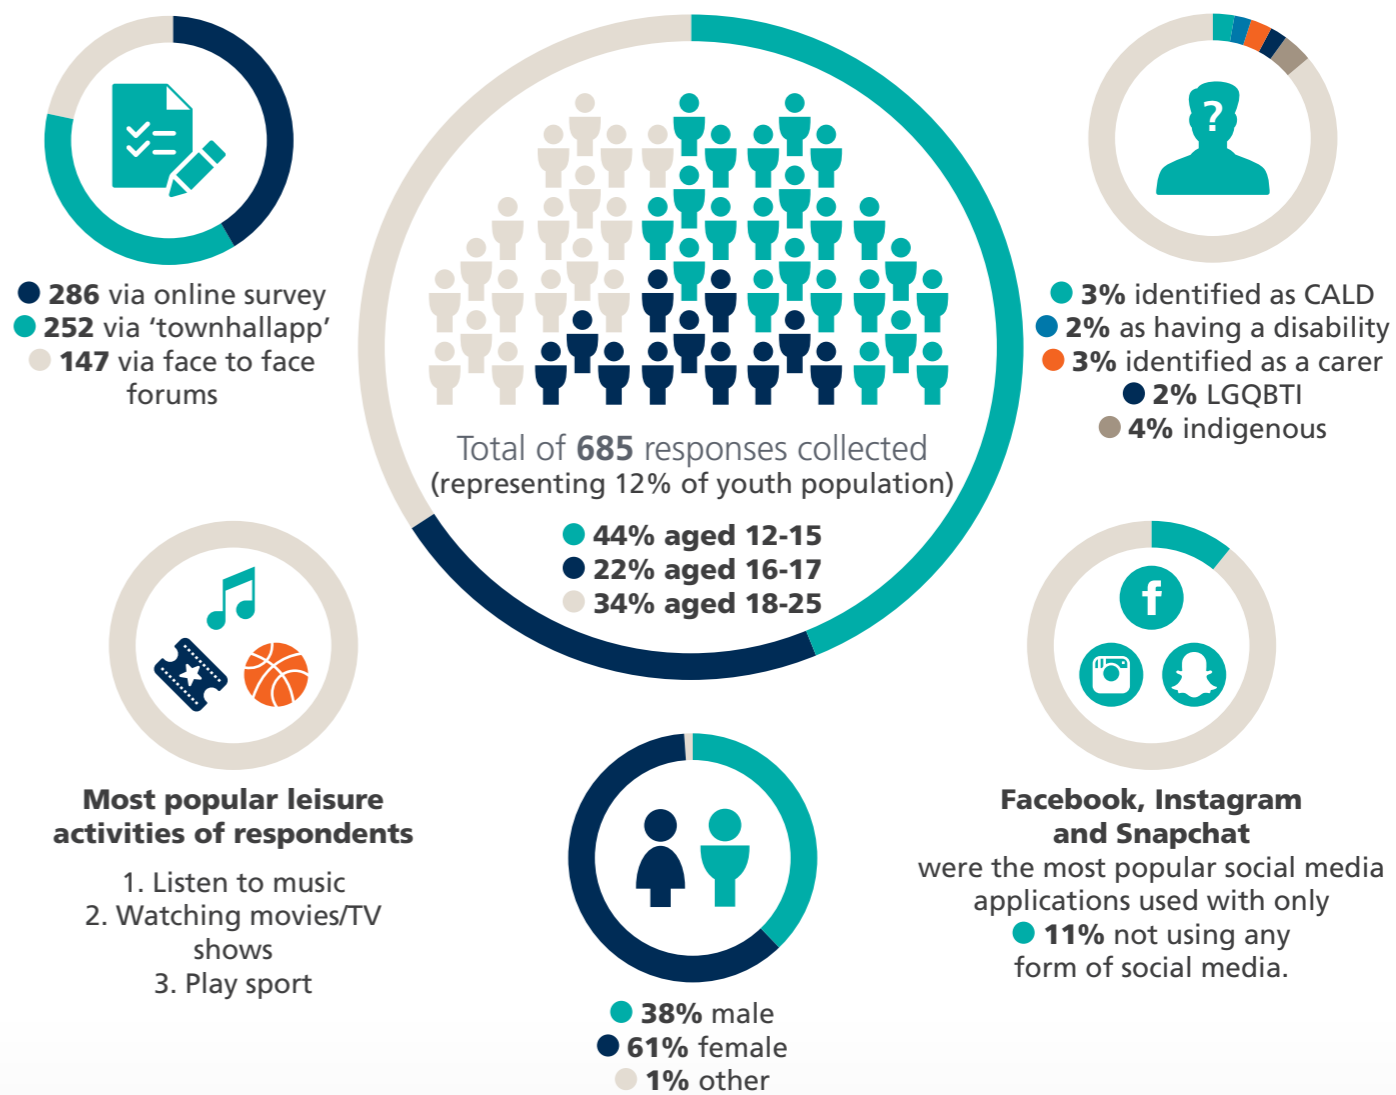 286 via online survey
252 via ‘townhallapp’
147 via face to face
forums
Total of 685 responses collected
(representing 12% of youth population)
44% aged 12-15
22% aged 16-17
34% aged 18-25
?
3% identified as CALD
2% as having a disability
3% identified as a carer
2% LGQBTI
4% indigenous
Most popular leisure
activities of respondents
1. Listen to music
2. Watching movies/TV
shows
3. Play sport
38% male
61% female
1% other
f
Facebook, Instagram
and Snapchat
were the most popular social media
applications used with only
11% not using any
form of social media.